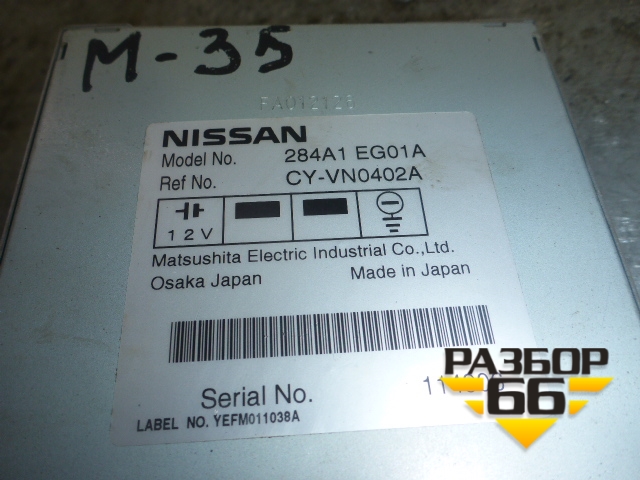 M-35
FA012123
NISSAN
Model No. 284A1 EG01A
Ref No. CY-VN0402A
12V
Matsushita Electric Industrial Co.,Ltd.
Osaka Japan Made in Japan
Serial No.
LABEL NO. YEFM011038A
РАЗБОР
66